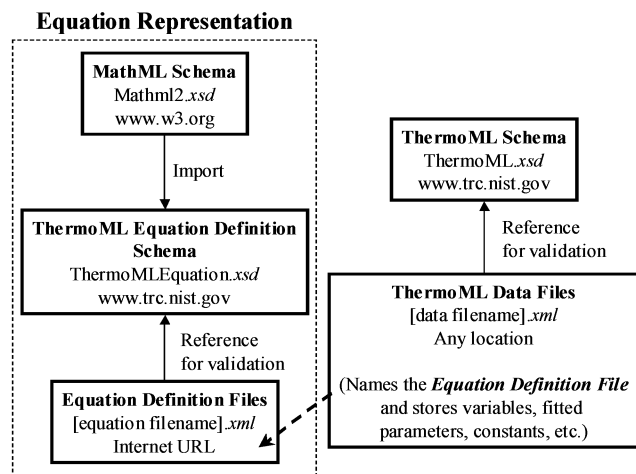 Equation Representation
MathML Schema
Mathml2.xsd
www.w3.org
Import
ThermoML Equation Definition
Schema
ThermoMLEquation.xsd
www.trc.nist.gov
Reference
for validation
Equation Definition Files
[equation filename].xml
Internet URL
ThermoML Schema
ThermoML.xsd
www.trc.nist.gov
Reference
for validation
ThermoML Data Files
[data filename].xml
Any location
(Names the Equation Definition File
and stores variables, fitted
parameters, constants, etc.)